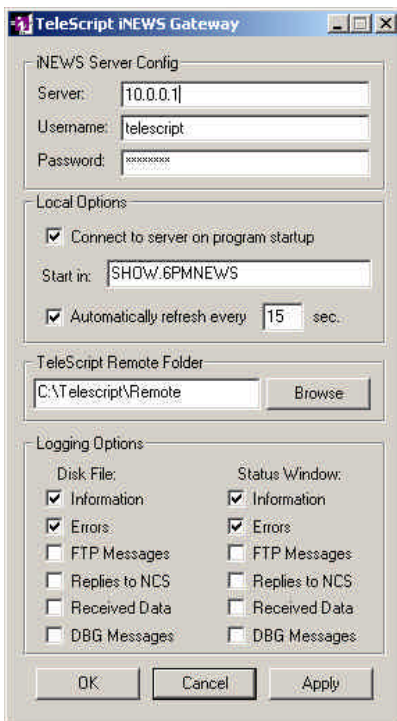 TeleScript iNEWS Gateway
iNEWS Server Config
Server: 10.0.0.1
Username: telescript
Password: ********
Local Options
Connect to server on program startup
Start in: SHOW.6PMNEWS
Automatically refresh every 15 sec.
TeleScript Remote Folder
C:\Telescript\Remote Browse
Logging Options
Disk File: Status Window:
Information Information
Errors Errors
FTP Messages FTP Messages
Replies to NCS Replies to NCS
Received Data Received Data
DBG Messages DBG Messages
OK Cancel Apply